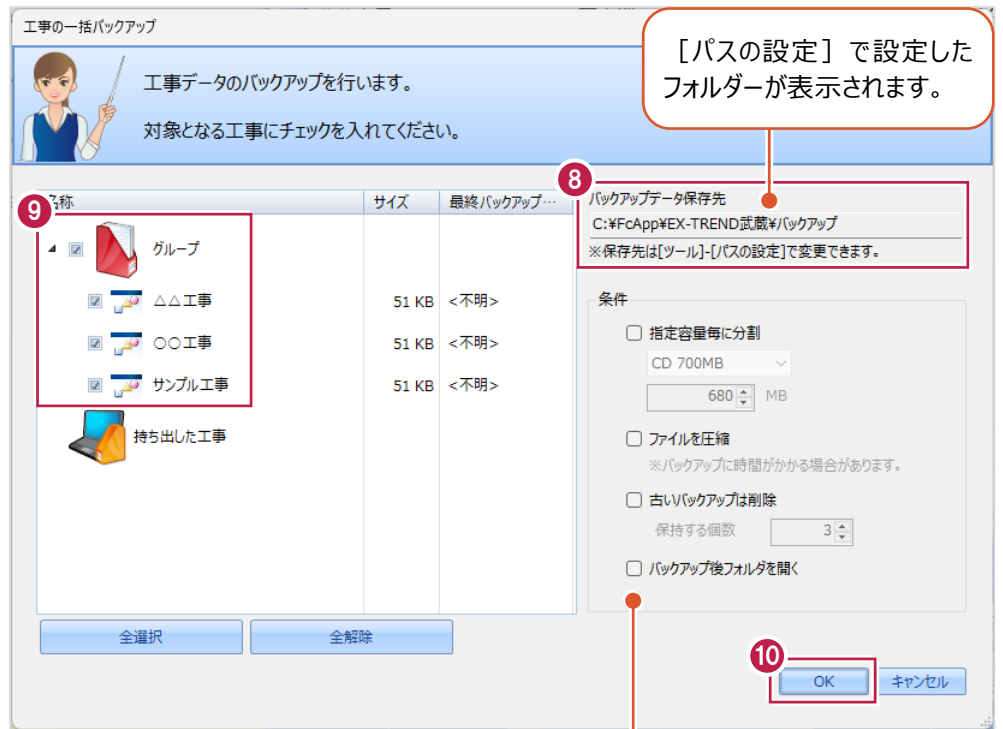 工事の一括バックアップ
工事データのバックアップを行います。
対象となる工事にチェックを入れてください。
［パスの設定］で設定した
フォルダーが表示されます。
8
9
名称 サイズ 最終バックアップ…
グループ
△△工事 51 KB <不明>
〇〇工事 51 KB <不明>
サンプル工事 51 KB <不明>
持ち出した工事
全選択 全解除
バックアップデータ保存先
C:¥FcApp¥EX-TREND武蔵¥バックアップ
※保存先は[ツール]-[パスの設定]で変更できます。
条件
指定容量毎に分割
CD 700MB
680 MB
ファイルを圧縮
※バックアップに時間がかかる場合があります。
古いバックアップは削除
保持する個数 3
バックアップ後フォルダを開く
10
OK キャンセル